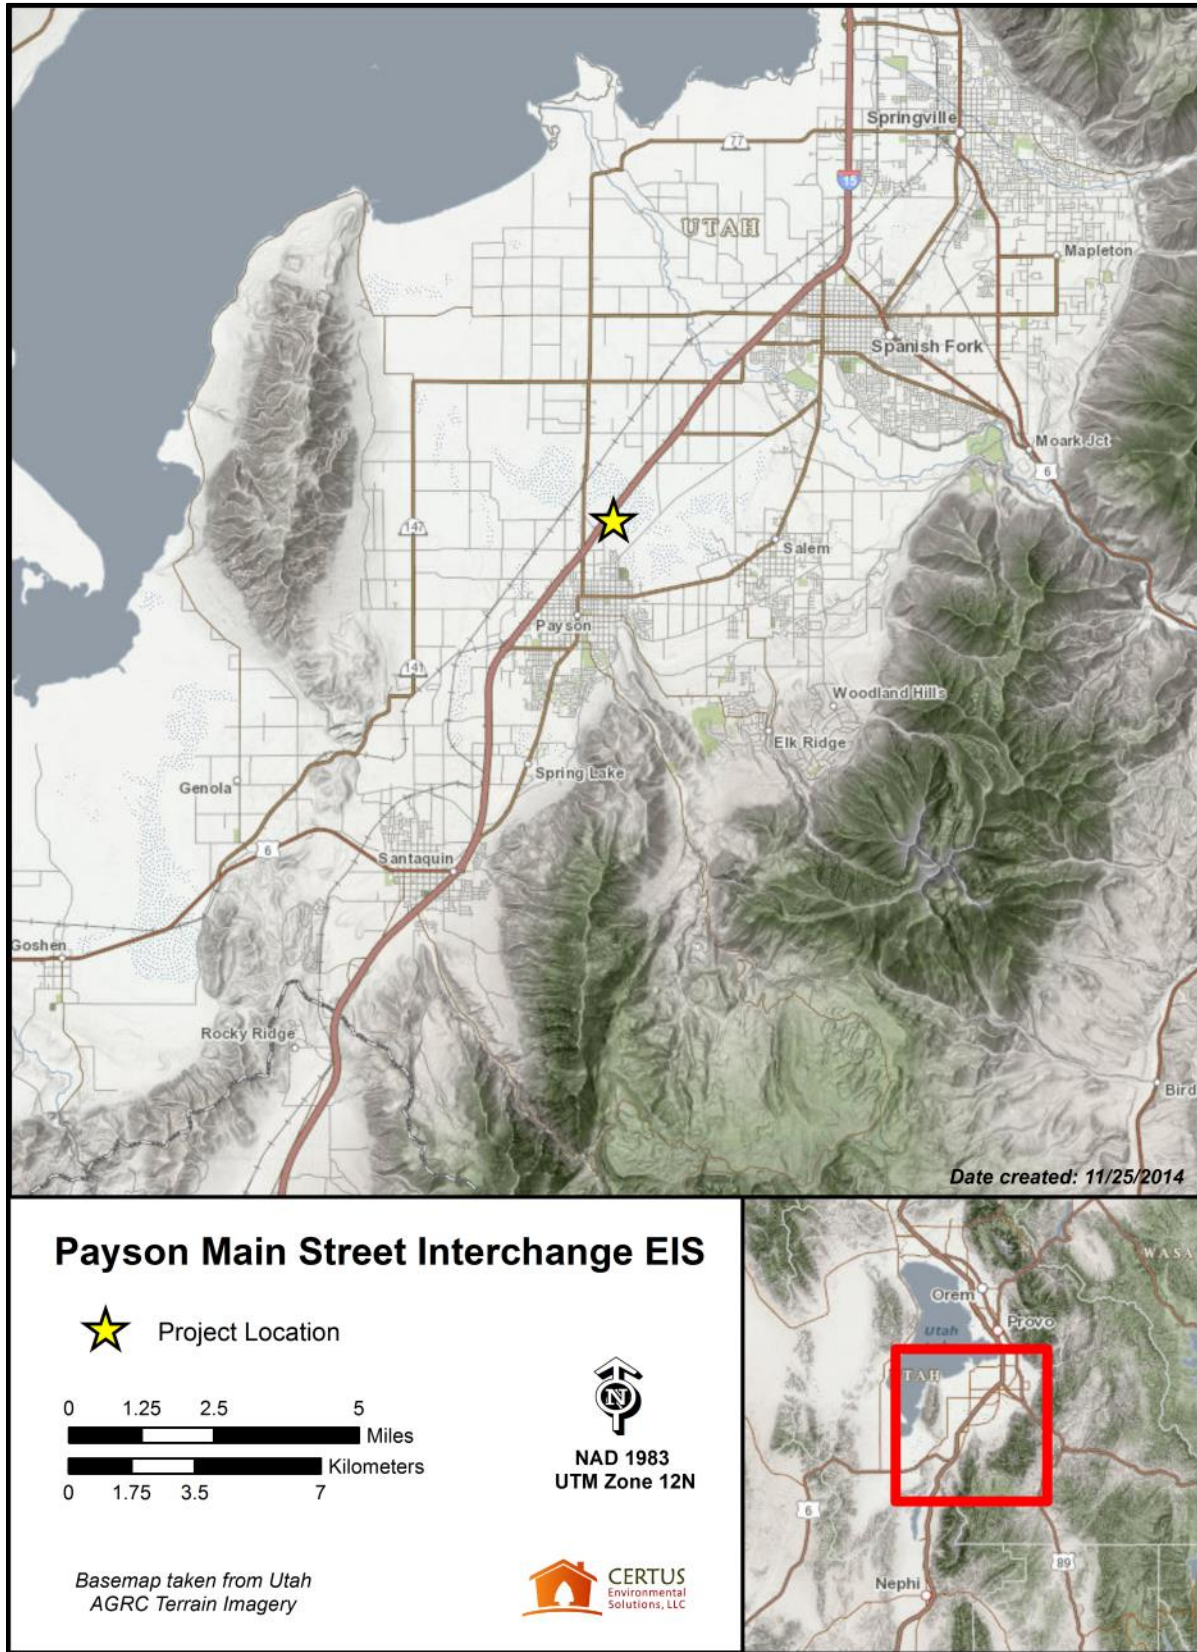 Springville
77
15
UTAH
Mapleton
Spanish Fork
Moark Jct
6
147
Salem
Payson
141
Woodland Hills
Elk Ridge
Spring Lake
Genola
6
Santaquin
Goshen
Rocky Ridge
Bird
Date created: 11/25/2014
Payson Main Street Interchange EIS
Project Location
0 1.25 2.5 5
Miles
Kilometers
0 1.75 3.5 7
N
NAD 1983
UTM Zone 12N
Basemap taken from Utah
AGRC Terrain Imagery
CERTUS
Environmental
Solutions, LLC
WASA
Orem
Provo
Utah
TAH
6
89
Nephi